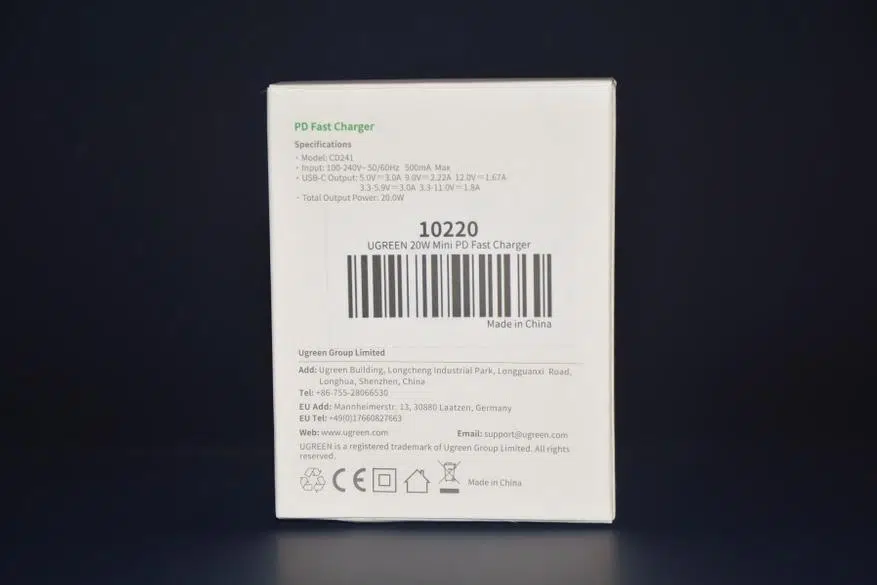 PD Fast Charger
Specifications
· Model: CD241
· Input: 100-240V~ 50/60Hz 500mA Max
· USB-C Output: 5.0V⎓3.0A 9.0V⎓2.22A 12.0V⎓1.67A
3.3-5.9V⎓3.0A 3.3-11.0V⎓1.8A
· Total Output Power: 20.0W
10220
UGREEN 20W Mini PD Fast Charger
Made in China
Ugreen Group Limited
Add: Ugreen Building, Longcheng Industrial Park, Longguanxi Road,
Longhua, Shenzhen, China
Tel: +86-755-28066530
EU Add: Mannheimerstr. 13, 30880 Laatzen, Germany
EU Tel: +49(0)17660827663
Web: www.ugreen.com Email: support@ugreen.com
UGREEN is a registered trademark of Ugreen Group Limited. All rights
reserved.
CE Made in China